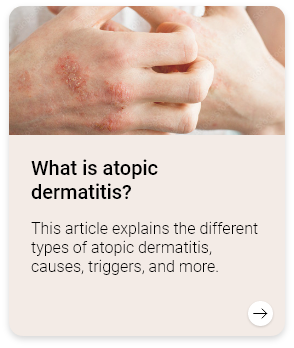 What is atopic
dermatitis?
This article explains the different
types of atopic dermatitis,
causes, triggers, and more.